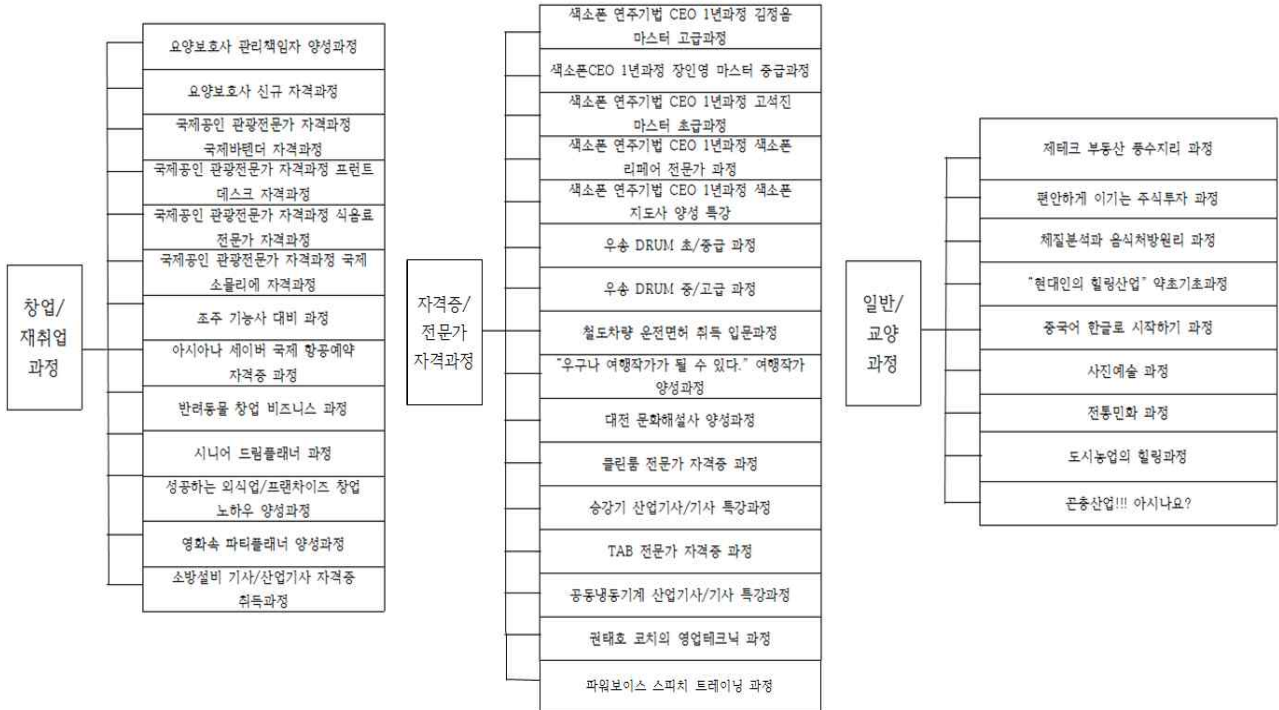 창업/
재취업
과정
요양보호사 관리책임자 양성과정
요양보호사 신규 자격과정
국제공인 관광전문가 자격과정
국제바텐더 자격과정
국제공인 관광전문가 자격과정 프런트
데스크 자격과정
국제공인 관광전문가 자격과정 식음료
전문가 자격과정
국제공인 관광전문가 자격과정 국제
소믈리에 자격과정
조주 기능사 대비 과정
아시아나 세이버 국제 항공예약
자격증 과정
반려동물 창업 비즈니스 과정
시니어 드림플래너 과정
성공하는 외식업/프랜차이즈 창업
노하우 양성과정
영화속 파티플래너 양성과정
소방설비 기사/산업기사 자격증
취득과정
자격증/
전문가
자격과정
색소폰 연주기법 CEO 1년과정 김정음
마스터 고급과정
색소폰CEO 1년과정 장인영 마스터 중급과정
색소폰 연주기법 CEO 1년과정 고석진
마스터 초급과정
색소폰 연주기법 CEO 1년과정 색소폰
리페어 전문가 과정
색소폰 연주기법 CEO 1년과정 색소폰
지도사 양성 특강
우송 DRUM 초/중급 과정
우송 DRUM 중/고급 과정
철도차량 운전면허 취득 입문과정
"우구나 여행작가가 될 수 있다." 여행작가
양성과정
대전 문화해설사 양성과정
클린룸 전문가 자격증 과정
승강기 산업기사/기사 특강과정
TAB 전문가 자격증 과정
공동냉동기계 산업기사/기사 특강과정
권태호 코치의 영업테크닉 과정
파워보이스 스피치 트레이닝 과정
일반/
교양
과정
제테크 부동산 풍수지리 과정
편안하게 이기는 주식투자 과정
체질분석과 음식처방원리 과정
"현대인의 힐링산업" 약초기초과정
중국어 한글로 시작하기 과정
사진예술 과정
전통민화 과정
도시농업의 힐링과정
곤충산업!!! 아시나요?